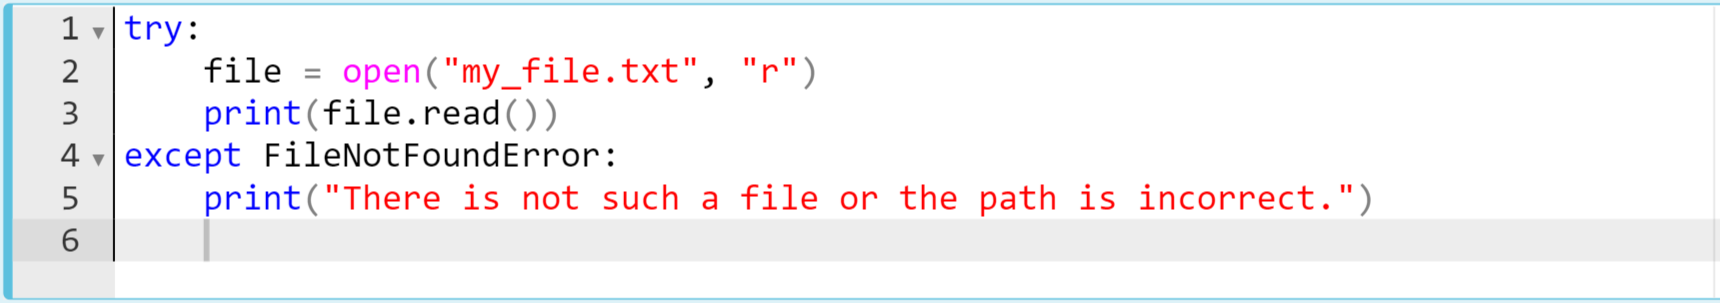 1 try:
2     file = open("my_file.txt", "r")
3     print(file.read())
4 except FileNotFoundError:
5     print("There is not such a file or the path is incorrect.")
6